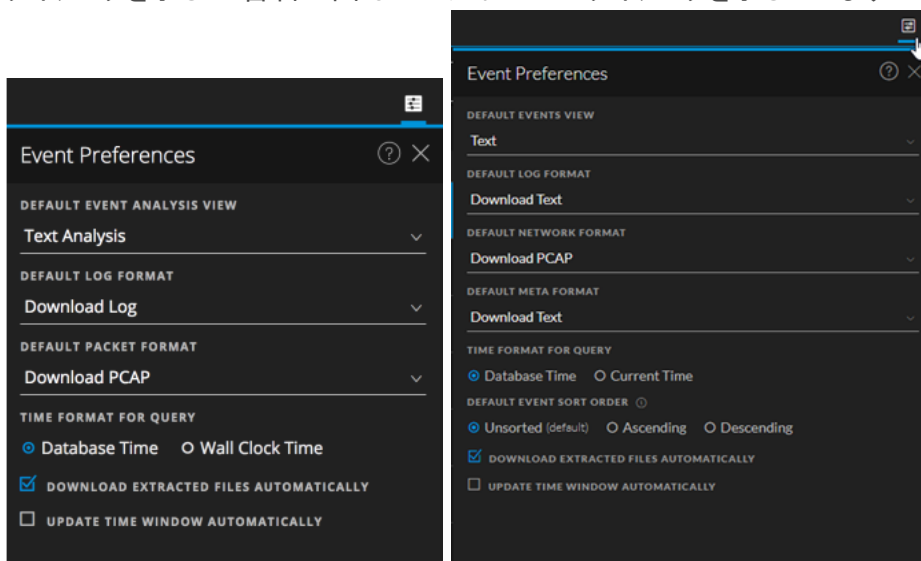 Event Preferences
DEFAULT EVENT ANALYSIS VIEW
Text Analysis
DEFAULT LOG FORMAT
Download Log
DEFAULT PACKET FORMAT
Download PCAP
TIME FORMAT FOR QUERY
Database Time Wall Clock Time
DOWNLOAD EXTRACTED FILES AUTOMATICALLY
UPDATE TIME WINDOW AUTOMATICALLY
Event Preferences
DEFAULT EVENTS VIEW
Text
DEFAULT LOG FORMAT
Download Text
DEFAULT NETWORK FORMAT
Download PCAP
DEFAULT META FORMAT
Download Text
TIME FORMAT FOR QUERY
Database Time Current Time
DEFAULT EVENT SORT ORDER
Unsorted (default) Ascending Descending
DOWNLOAD EXTRACTED FILES AUTOMATICALLY
UPDATE TIME WINDOW AUTOMATICALLY